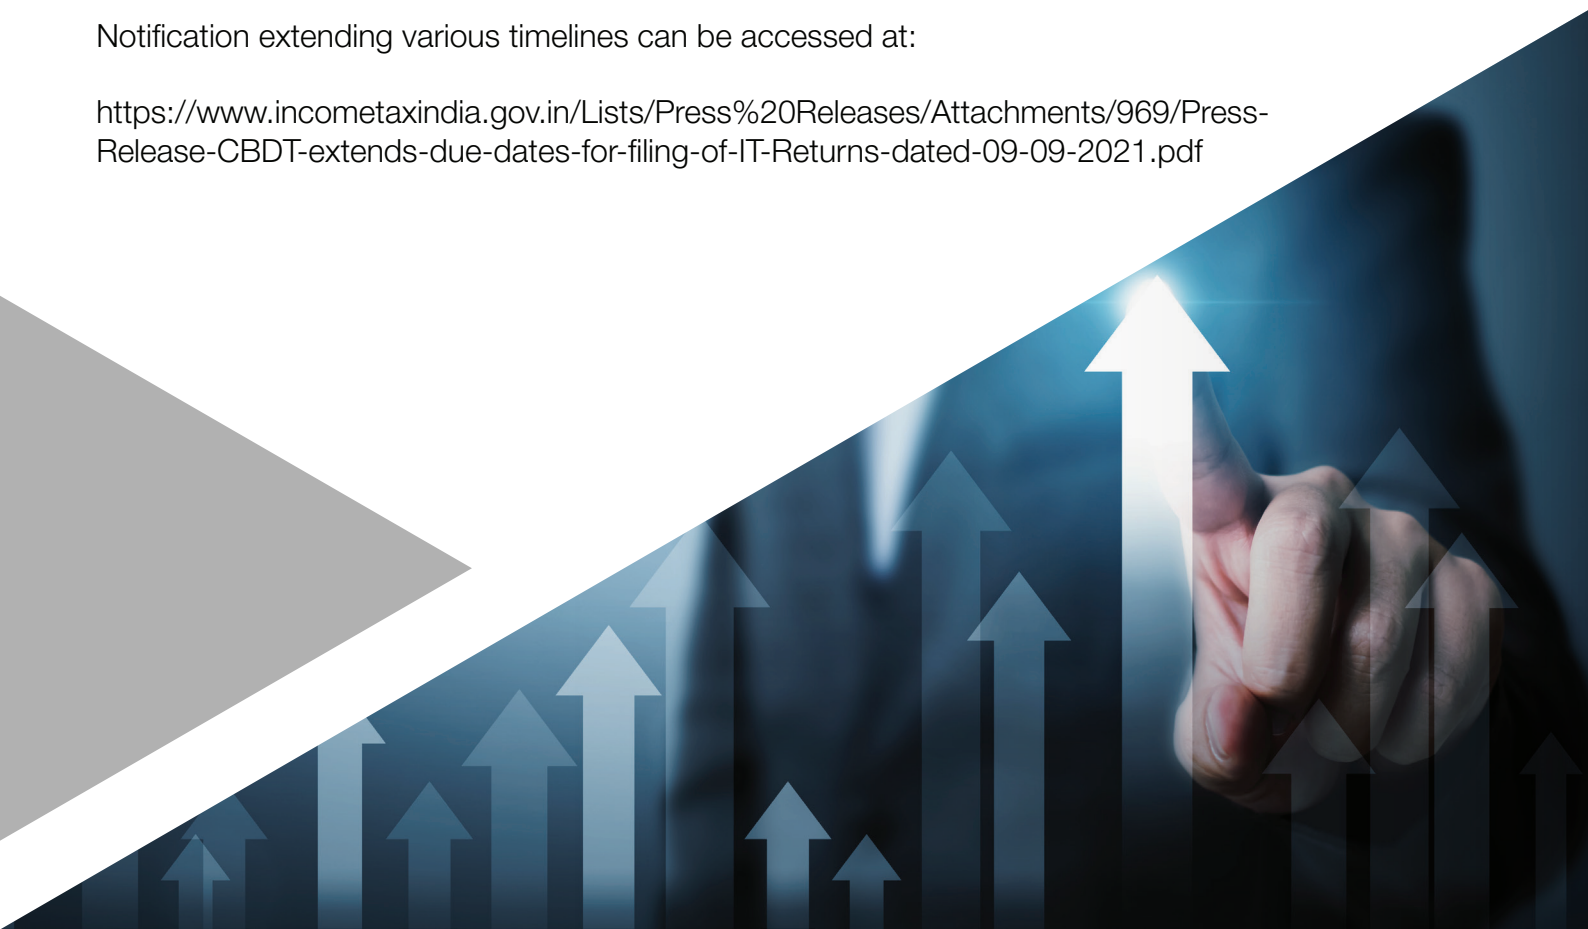 Notification extending various timelines can be accessed at:
https://www.incometaxindia.gov.in/Lists/Press%20Releases/Attachments/969/Press-
Release-CBDT-extends-due-dates-for-filing-of-IT-Returns-dated-09-09-2021.pdf